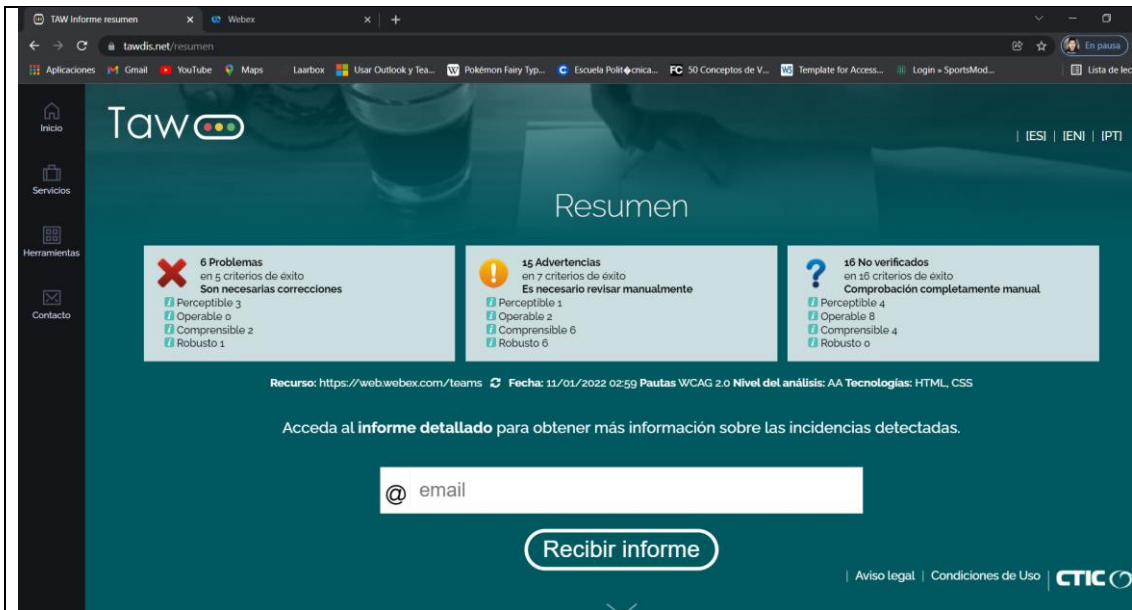 TAW Informe resumen
Webex
tawdis.net/resumen
En pausa
Aplicaciones
Gmail
YouTube
Maps
Laarbox
Usar Outlook y Tea...
Pokémon Fairy Typ...
Escuela Polit�cnica...
50 Conceptos de V...
Template for Access...
Login » SportsMod...
Lista de lec
Inicio
Servicios
Herramientas
Contacto
Taw
| [ES] | [EN] | [PT]
Resumen
6 Problemas
en 5 criterios de éxito
Son necesarias correcciones
Perceptible 3
Operable 0
Comprensible 2
Robusto 1
15 Advertencias
en 7 criterios de éxito
Es necesario revisar manualmente
Perceptible 1
Operable 2
Comprensible 6
Robusto 6
16 No verificados
en 16 criterios de éxito
Comprobación completamente manual
Perceptible 4
Operable 8
Comprensible 4
Robusto 0
Recurso: https://web.webex.com/teams Fecha: 11/01/2022 02:59 Pautas WCAG 2.0 Nivel del análisis: AA Tecnologías: HTML, CSS
Acceda al informe detallado para obtener más información sobre las incidencias detectadas.
@ email
Recibir informe
| Aviso legal | Condiciones de Uso | CTIC